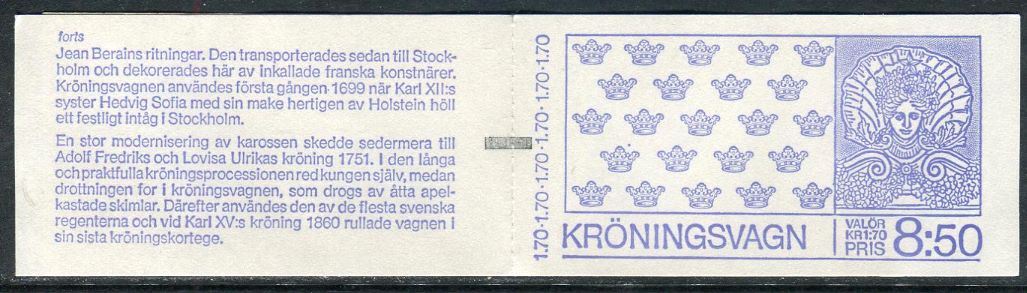 forts
Jean Berains ritningar. Den transporterades sedan till Stock-
holm och dekorerades här av inkallade franska konstnärer.
Kröningsvagnen användes första gången 1699 när Karl XII:s
syster Hedvig Sofia med sin make hertigen av Holstein höll
ett festligt intåg i Stockholm.
En stor modernisering av karossen skedde sedermera till
Adolf Fredriks och Lovisa Ulrikas kröning 1751. I den långa
och praktfulla kröningsprocessionen red kungen själv, medan
drottningen for i kröningsvagnen, som drogs av åtta apel-
kastade skimlar. Därefter användes den av de flesta svenska
regenterna och vid Karl XV:s kröning 1860 rullade vagnen i
sin sista kröningskortege.
1.70·1.70·1.70·1.70·1.70
KRÖNINGSVAGN
VALÖR
KR 1:70
PRIS 8:50